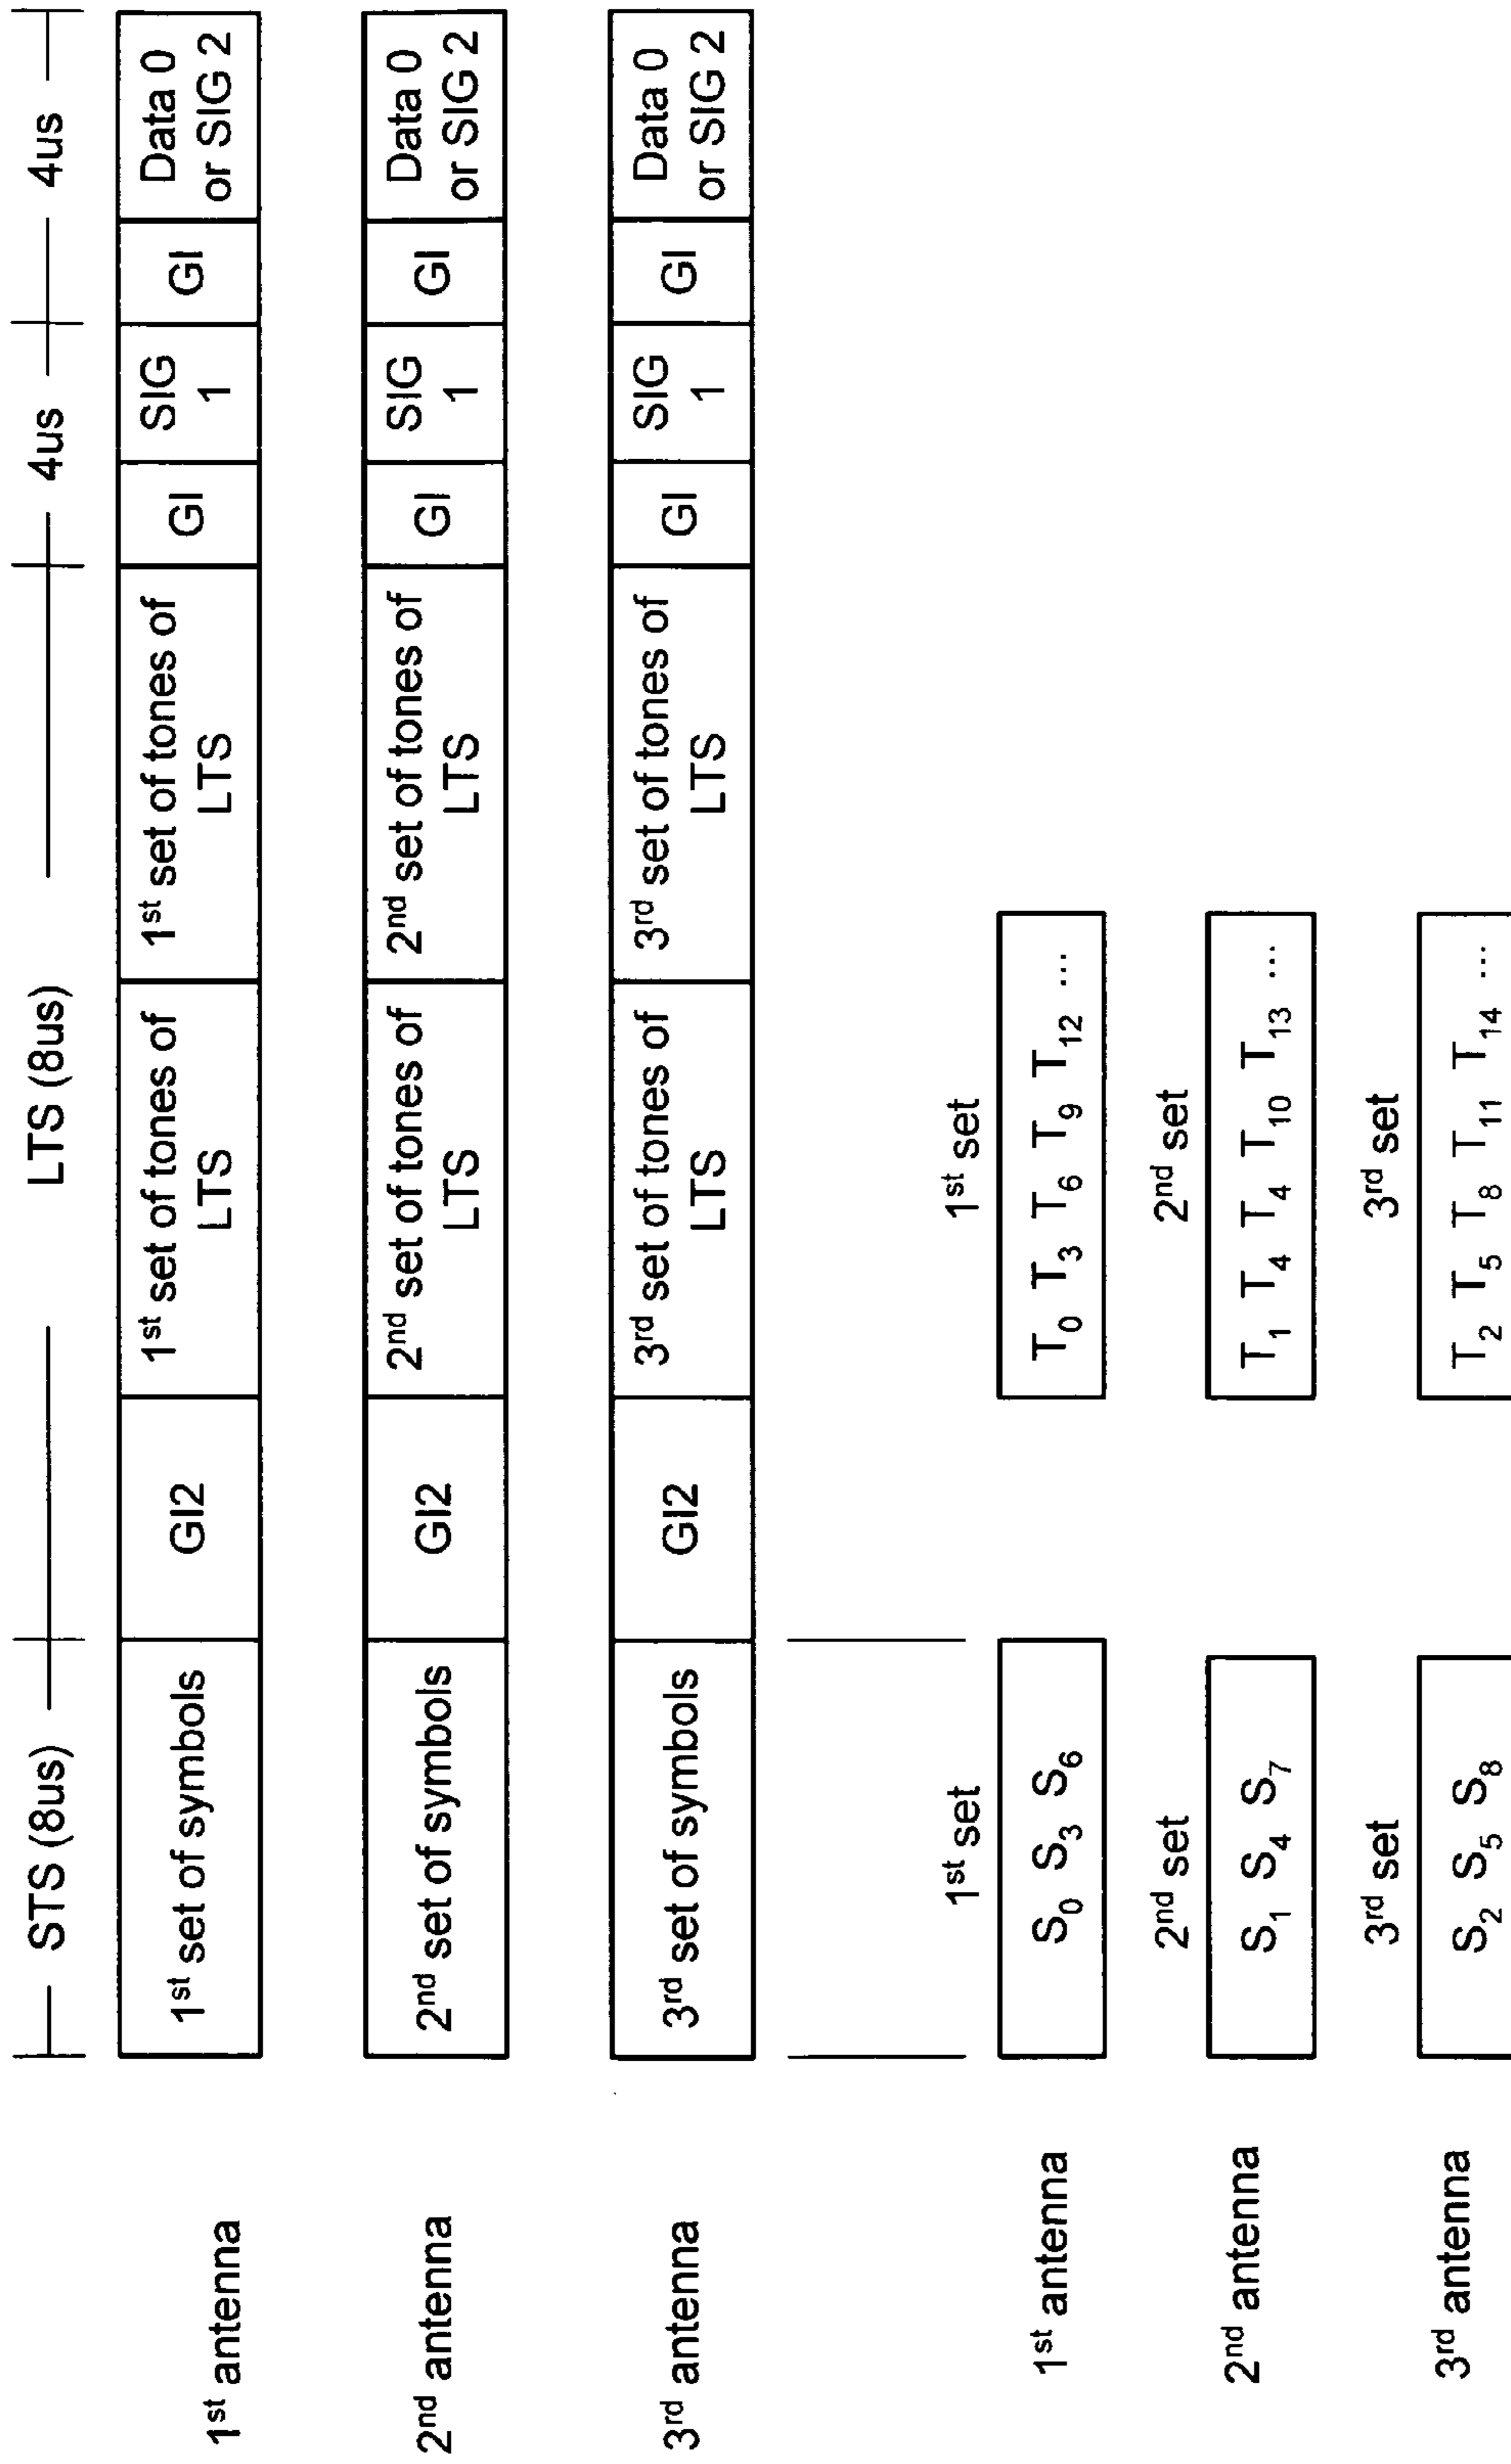 STS (8us) LTS (8us) 4us 4us
1st antenna
1st set of symbols
GI2
1st set of tones of
LTS
1st set of tones of
LTS
GI
SIG
1
GI
Data 0
or SIG 2
2nd antenna
2nd set of symbols
GI2
2nd set of tones of
LTS
2nd set of tones of
LTS
GI
SIG
1
GI
Data 0
or SIG 2
3rd antenna
3rd set of symbols
GI2
3rd set of tones of
LTS
3rd set of tones of
LTS
GI
SIG
1
GI
Data 0
or SIG 2
1st set
1st set
1st antenna
S0 S3 S6
T0 T3 T6 T9 T12 ...
2nd set
2nd set
2nd antenna
S1 S4 S7
T1 T4 T4 T10 T13 ...
3rd set
3rd set
3rd antenna
S2 S5 S8
T2 T5 T8 T11 T14 ...